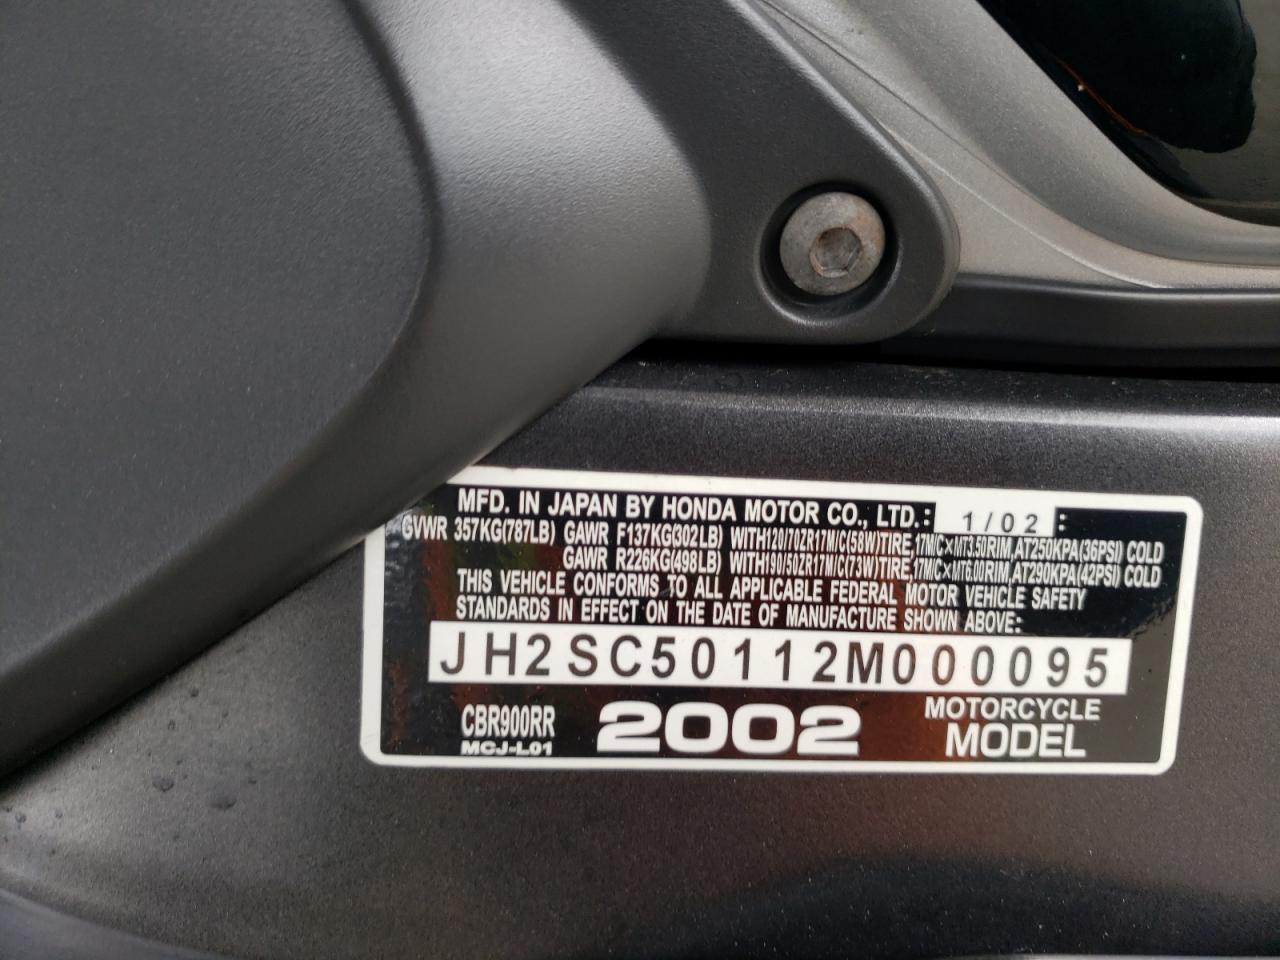 MFD. IN JAPAN BY HONDA MOTOR CO., LTD.: 1/02 :
GVWR 357KG(787LB) GAWR F137KG(302LB) WITH120/70ZR17M/C(58W)TIRE,17M/C×MT3.50RIM,AT250KPA(36PSI) COLD
GAWR R226KG(498LB) WITH190/50ZR17M/C(73W)TIRE,17M/C×MT6.00RIM,AT290KPA(42PSI) COLD
THIS VEHICLE CONFORMS TO ALL APPLICABLE FEDERAL MOTOR VEHICLE SAFETY
STANDARDS IN EFFECT ON THE DATE OF MANUFACTURE SHOWN ABOVE:
JH2SC50112M000095
CBR900RR 2002 MOTORCYCLE
MCJ-L01 MODEL